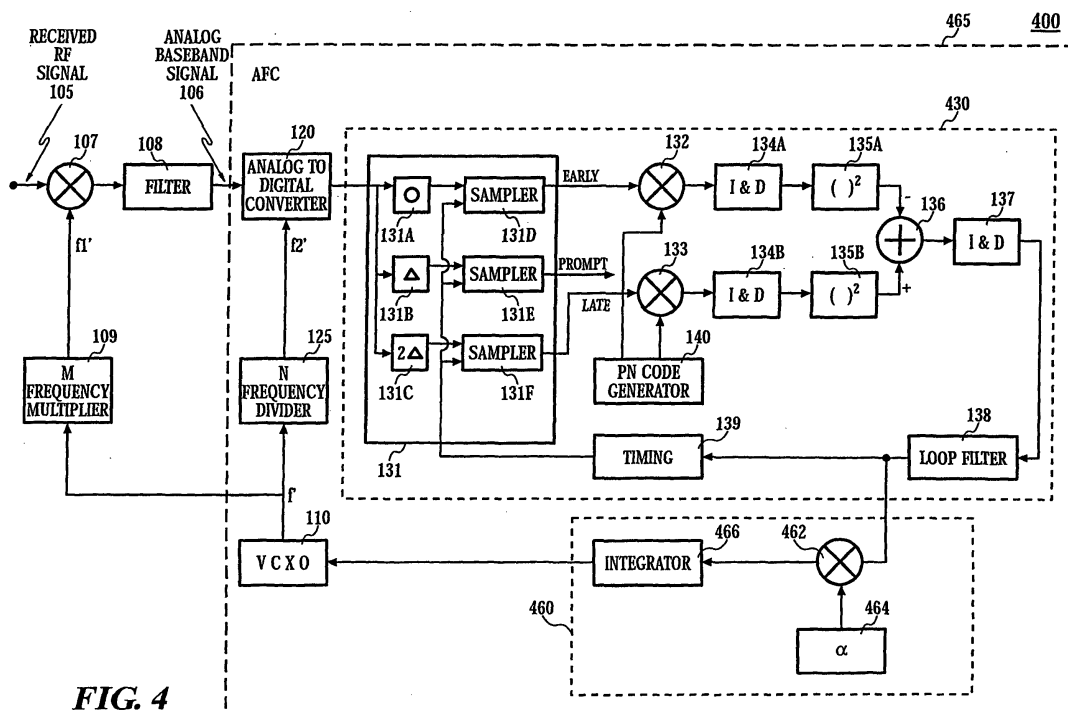 400
465
RECEIVED
RF
SIGNAL
105
ANALOG
BASEBAND
SIGNAL
106
AFC
430
107
108
FILTER
120
ANALOG TO
DIGITAL
CONVERTER
131A
SAMPLER
131D
EARLY
132
134A
I & D
135A
( )²
-
136
137
I & D
f1'
f2'
Δ
131B
SAMPLER
131E
PROMPT
133
134B
I & D
135B
( )²
+
LATE
2Δ
131C
SAMPLER
131F
140
PN CODE
GENERATOR
109
M
FREQUENCY
MULTIPLIER
125
N
FREQUENCY
DIVIDER
131
139
TIMING
138
LOOP FILTER
f'
110
V C X O
466
INTEGRATOR
462
460
464
α
FIG. 4